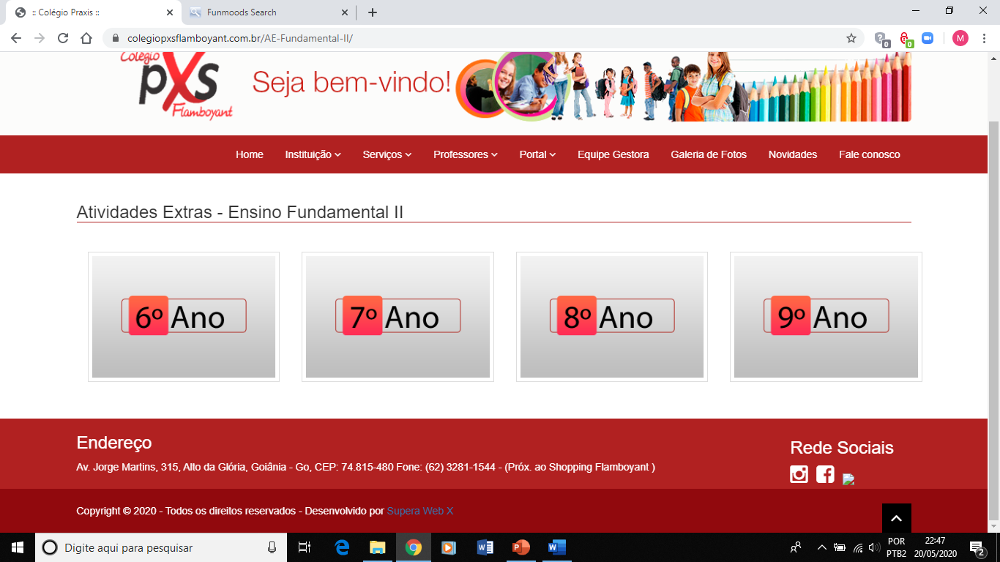 :: Colégio Praxis ::
Funmoods Search
colegiopxsflamboyant.com.br/AE-Fundamental-II/
M
0
0
Colégio
pXs
Flamboyant
Seja bem-vindo!
Home Instituição Serviços Professores Portal Equipe Gestora Galeria de Fotos Novidades Fale conosco
Atividades Extras - Ensino Fundamental II
6º Ano
7º Ano
8º Ano
9º Ano
Endereço
Av. Jorge Martins, 315, Alto da Glória, Goiânia - Go, CEP: 74.815-480 Fone: (62) 3281-1544 - (Próx. ao Shopping Flamboyant )
Rede Sociais
Copyright © 2020 - Todos os direitos reservados - Desenvolvido por Supera Web X
Digite aqui para pesquisar
POR
PTB2
22:47
20/05/2020
2